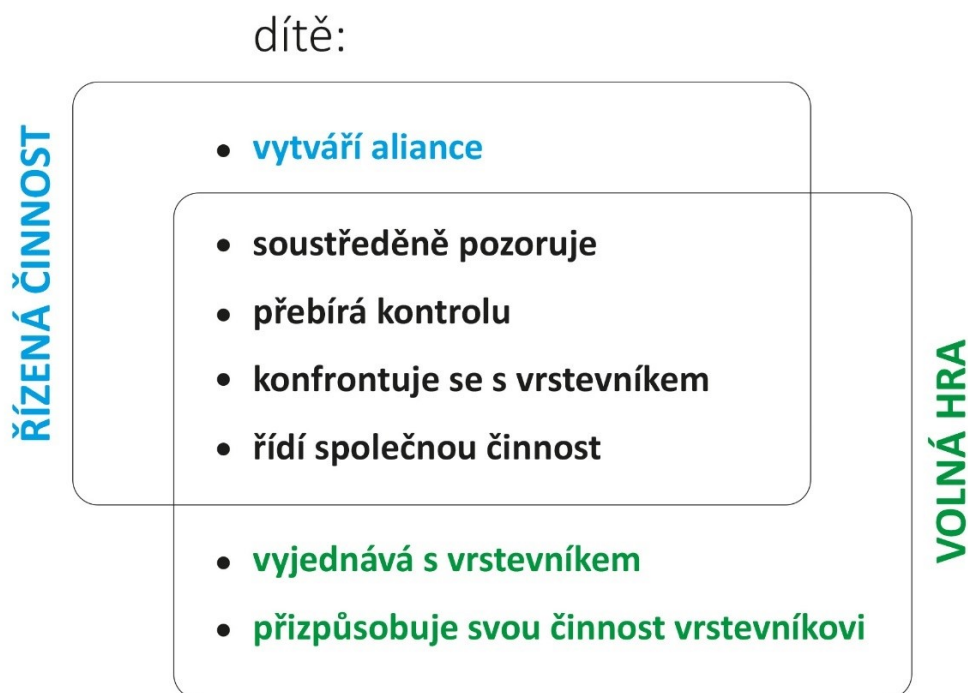 dítě:
ŘÍZENÁ ČINNOST
• vytváří aliance
• soustředěně pozoruje
• přebírá kontrolu
• konfrontuje se s vrstevníkem
• řídí společnou činnost
VOLNÁ HRA
• vyjednává s vrstevníkem
• přizpůsobuje svou činnost vrstevníkovi